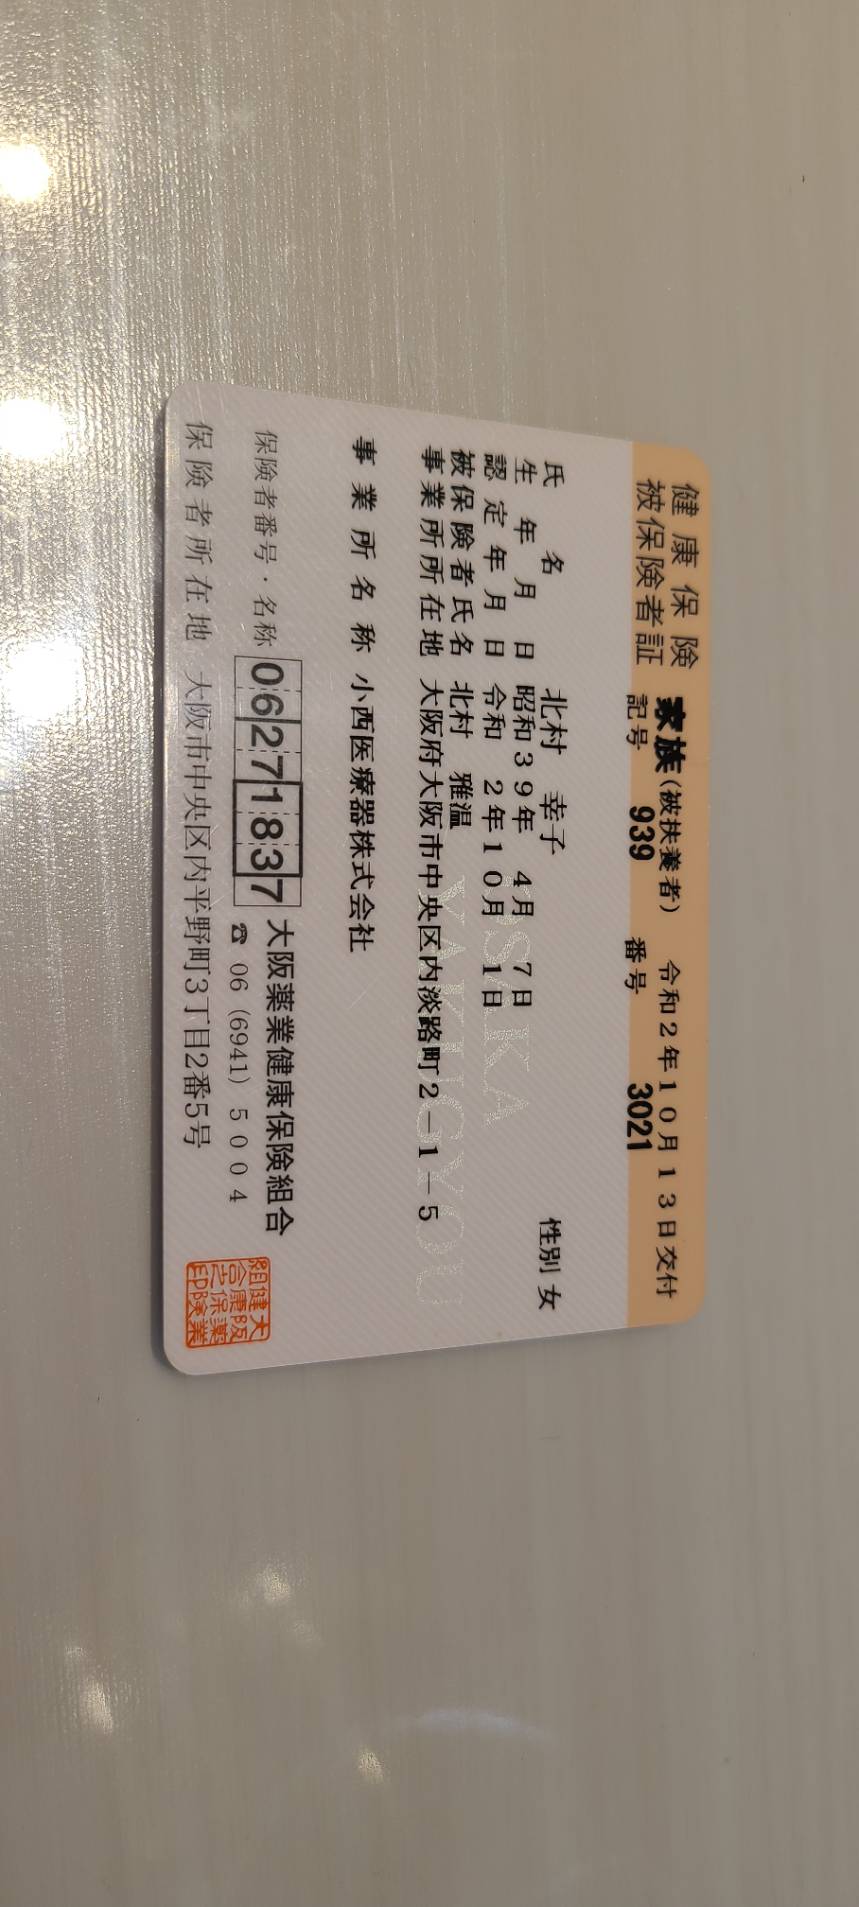 健康保険 家族(被扶養者) 令和2年10月13日交付
被保険者証 記号 939 番号 3021
氏名 北村 幸子 性別 女
生年月日 昭和39年 4月 7日
認定年月日 令和 2年10月 1日
被保険者氏名 北村 雅温
事業所所在地 大阪府大阪市中央区内淡路町2-1-5
OSAKA
YAKUGYOU
事業所名称 小西医療器株式会社
保険者番号・名称 06271837 大阪薬業健康保険組合
☎ 06 (6941) 5004
保険者所在地 大阪市中央区内平野町3丁目2番5号